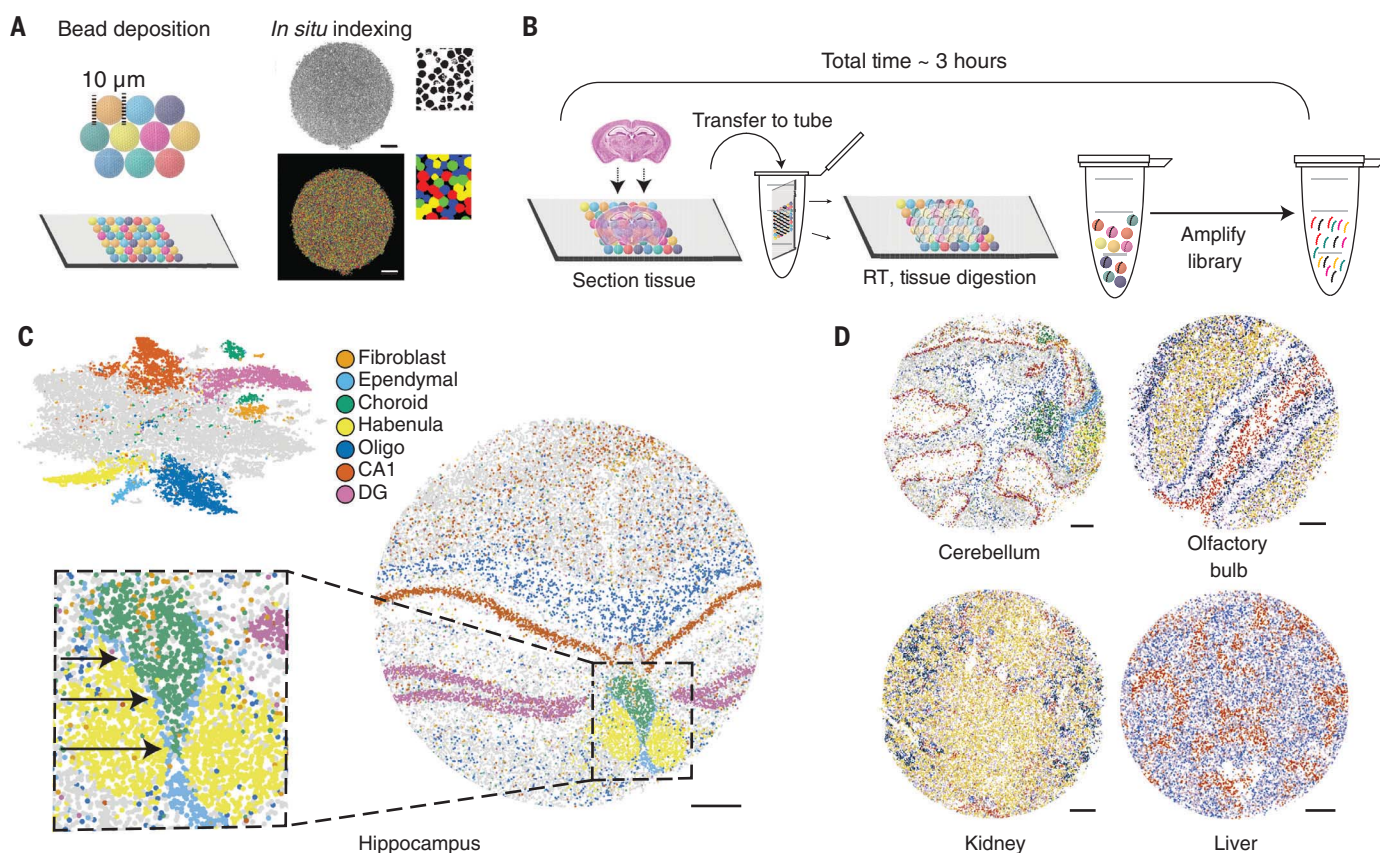 A
Bead deposition
In situ indexing
10 μm
B
Total time ~ 3 hours
Transfer to tube
Section tissue
RT, tissue digestion
Amplify
library
C
Fibroblast
Ependymal
Choroid
Habenula
Oligo
CA1
DG
Hippocampus
D
Cerebellum
Olfactory
bulb
Kidney
Liver